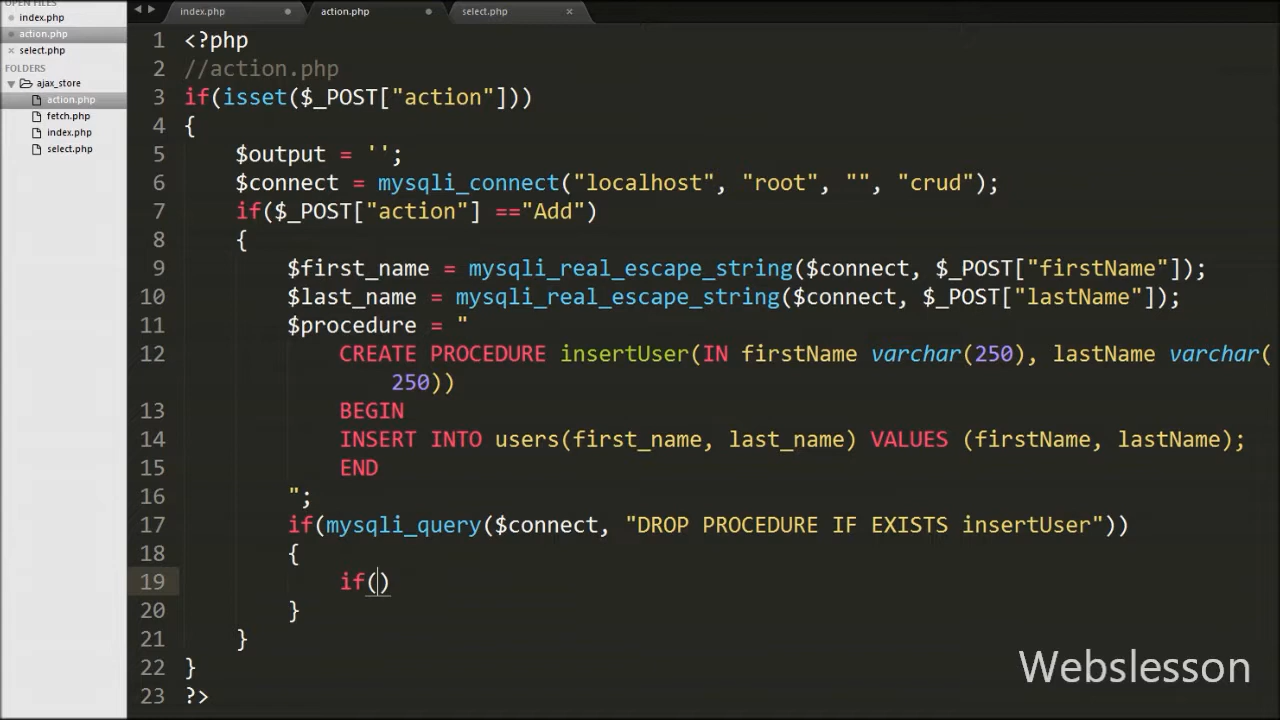 OPEN FILES
index.php
action.php
select.php
FOLDERS
ajax_store
action.php
fetch.php
index.php
select.php
index.php
action.php
select.php
1 <?php
2 //action.php
3 if(isset($_POST["action"]))
4 {
5 $output = '';
6 $connect = mysqli_connect("localhost", "root", "", "crud");
7 if($_POST["action"] =="Add")
8 {
9 $first_name = mysqli_real_escape_string($connect, $_POST["firstName"]);
10 $last_name = mysqli_real_escape_string($connect, $_POST["lastName"]);
11 $procedure = "
12 CREATE PROCEDURE insertUser(IN firstName varchar(250), lastName varchar(
250))
13 BEGIN
14 INSERT INTO users(first_name, last_name) VALUES (firstName, lastName);
15 END
16 ";
17 if(mysqli_query($connect, "DROP PROCEDURE IF EXISTS insertUser"))
18 {
19 if()
20 }
21 }
22 }
23 ?>
Webslesson